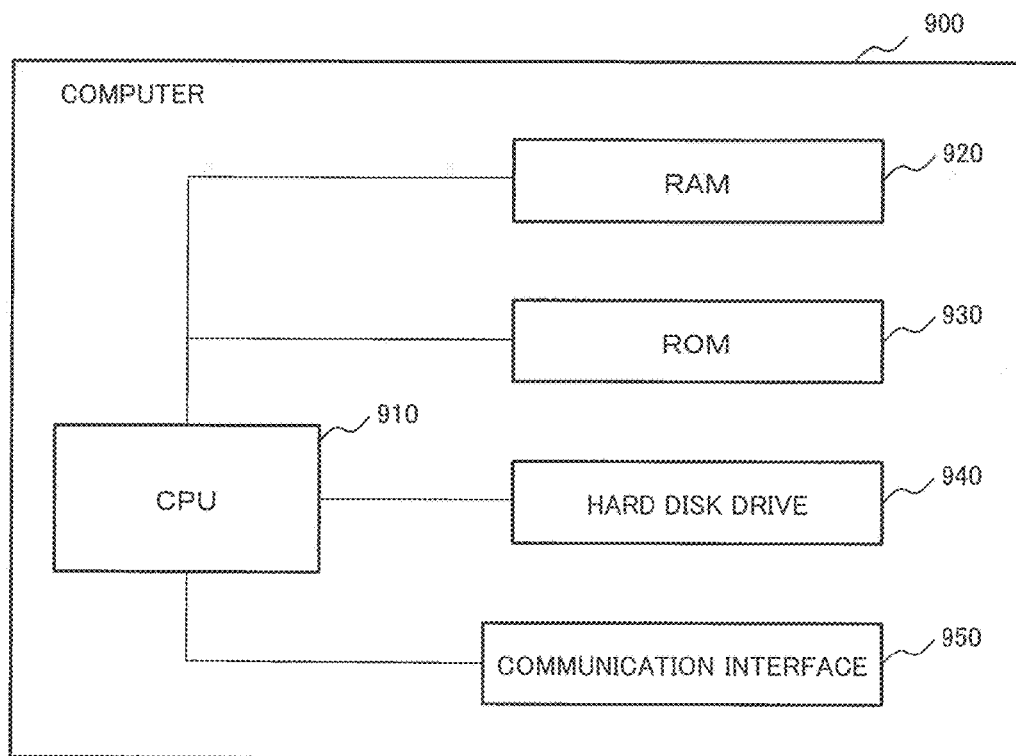 900
COMPUTER
920
RAM
930
ROM
910
CPU
940
HARD DISK DRIVE
950
COMMUNICATION INTERFACE